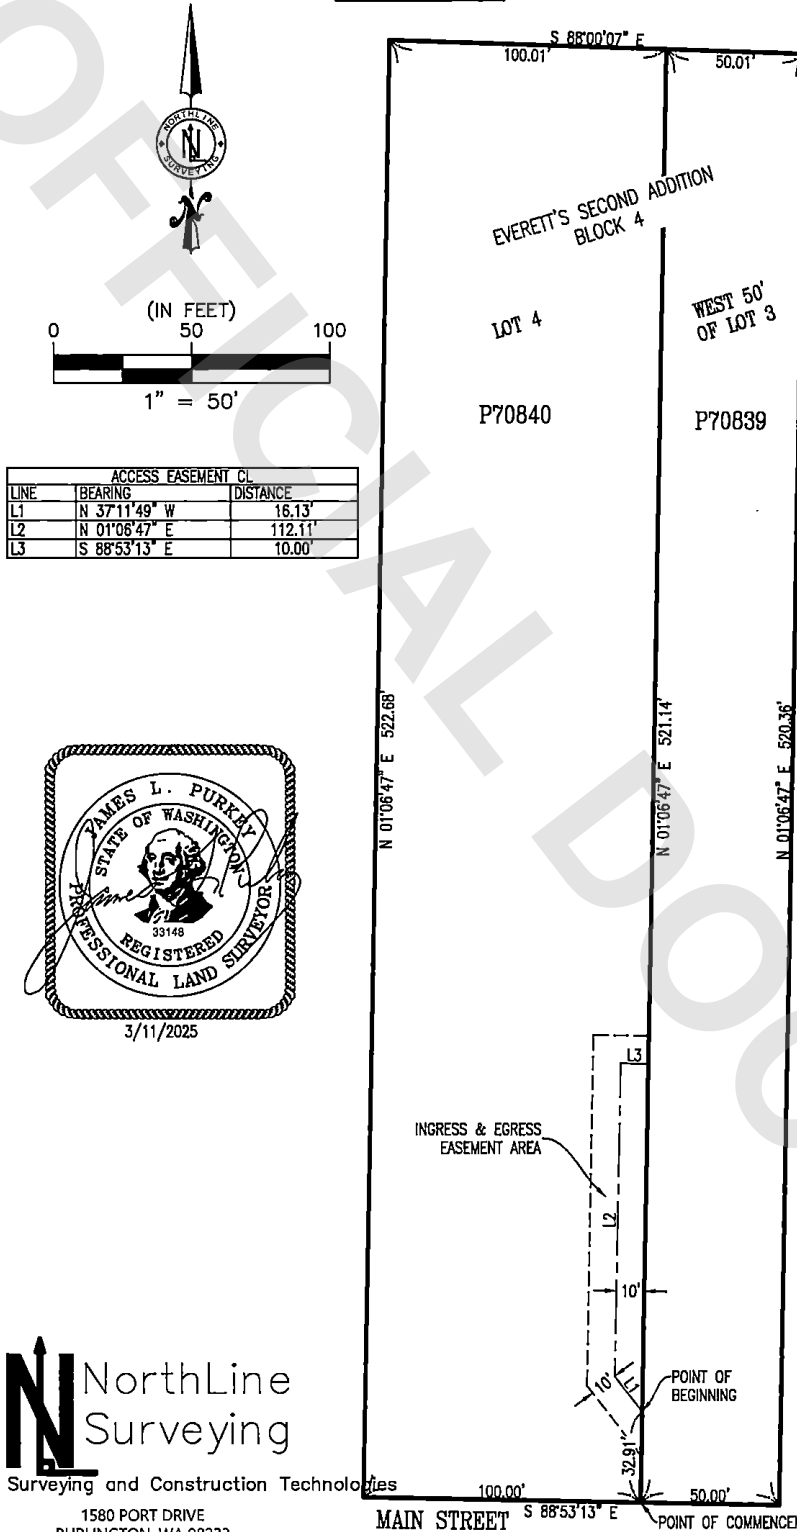 S 88°00'07" E
100.01'
50.01'
NORTHLINE
SURVEYING
N
(IN FEET)
0 50 100
1" = 50'
EVERETT'S SECOND ADDITION
BLOCK 4
LOT 4
WEST 50'
OF LOT 3
P70840
P70839
ACCESS EASEMENT CL
LINE BEARING DISTANCE
L1 N 37°11'49" W 16.13'
L2 N 01°06'47" E 112.11'
L3 S 88°53'13" E 10.00'
N 01°06'47" E 522.68'
N 01°06'47" E 521.14'
N 01°06'47" E 520.36'
JAMES L. PURKEY
STATE OF WASHINGTON
33148
REGISTERED
PROFESSIONAL LAND SURVEYOR
3/11/2025
L3
INGRESS & EGRESS
EASEMENT AREA
L2
10'
10'
L1
POINT OF
BEGINNING
32.91'
NorthLine
Surveying
Surveying and Construction Technologies
1580 PORT DRIVE
BURLINGTON, WA 98233
100.00'
50.00'
MAIN STREET S 88°53'13" E
POINT OF COMMENCE
OFFICIAL DOC